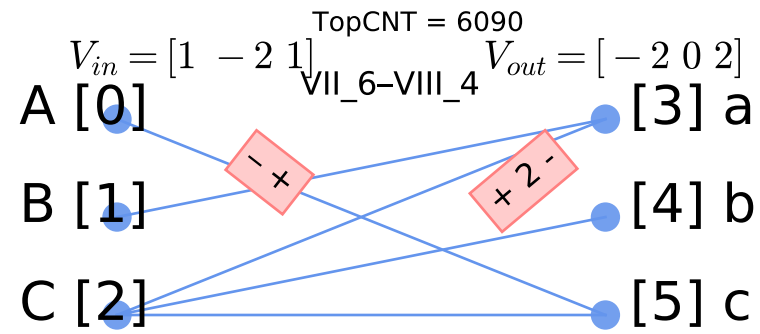 TopCNT = 6090
V_in = [1 −2 1]
V_out = [−2 0 2]
VII_6–VIII_4
A [0]
[3] a
− +
+ 2 -
B [1]
[4] b
C [2]
[5] c